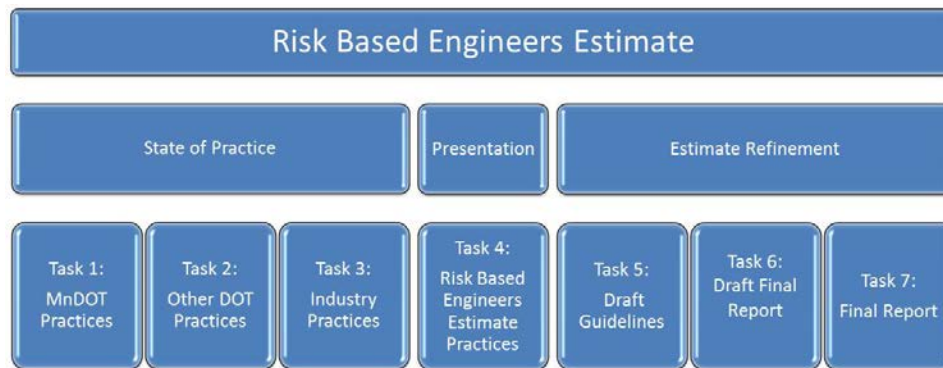 Risk Based Engineers Estimate
State of Practice
Presentation
Estimate Refinement
Task 1:
MnDOT
Practices
Task 2:
Other DOT
Practices
Task 3:
Industry
Practices
Task 4:
Risk Based
Engineers
Estimate
Practices
Task 5:
Draft
Guidelines
Task 6:
Draft Final
Report
Task 7:
Final Report